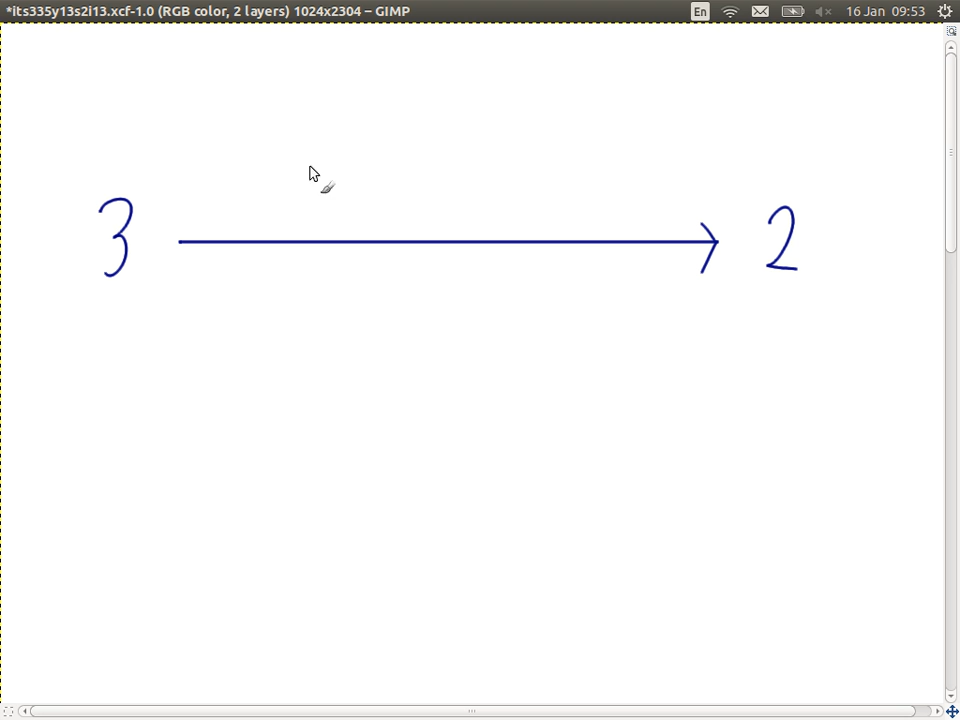 *its335y13s2i13.xcf-1.0 (RGB color, 2 layers) 1024x2304 – GIMP En 16 Jan 09:53
3 → 2